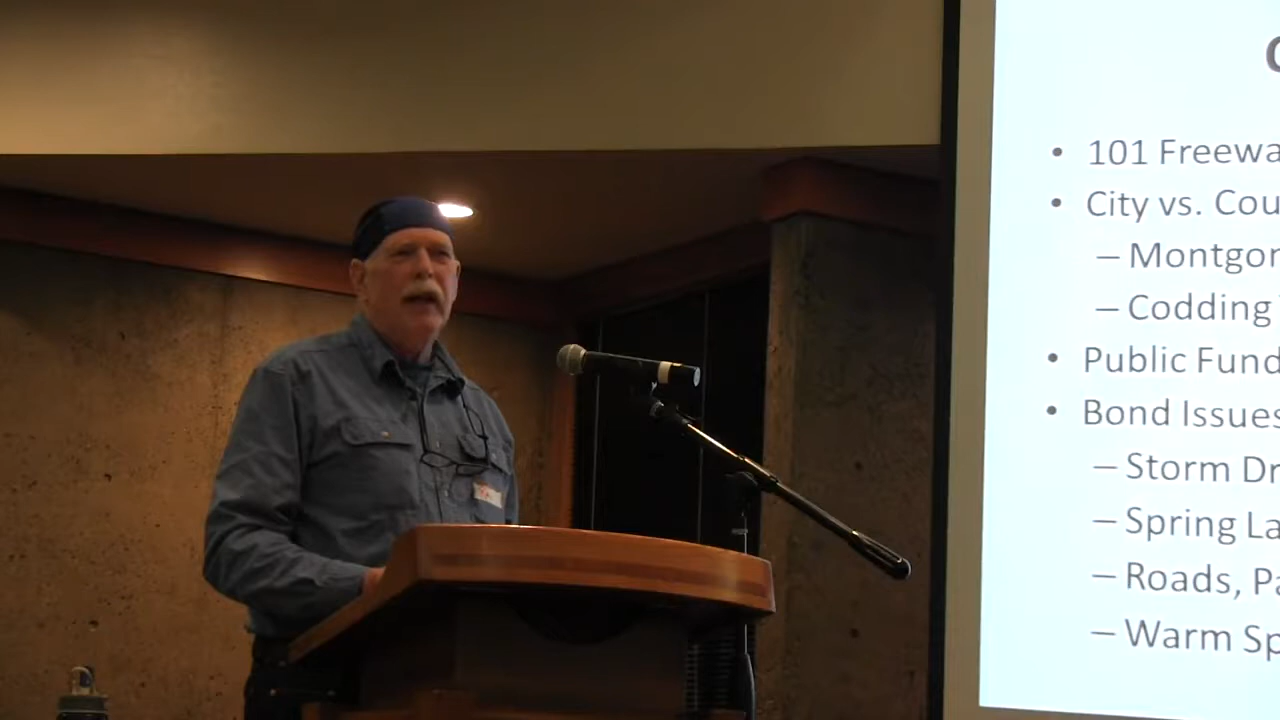 • 101 Freewa
• City vs. Cou
– Montgor
– Codding
• Public Fund
• Bond Issues
– Storm Dr
– Spring La
– Roads, Pa
– Warm Sp